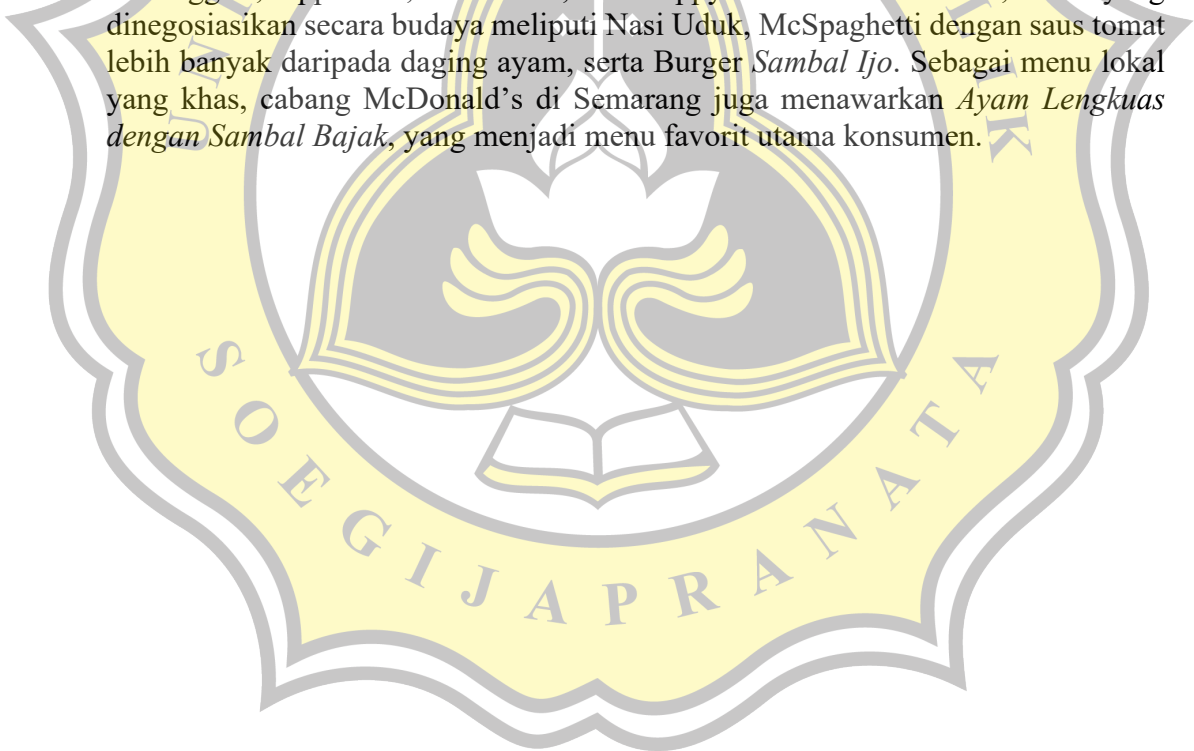 dinegosiasikan secara budaya meliputi Nasi Uduk, McSpaghetti dengan saus tomat
lebih banyak daripada daging ayam, serta Burger Sambal Ijo. Sebagai menu lokal
yang khas, cabang McDonald’s di Semarang juga menawarkan Ayam Lengkuas
dengan Sambal Bajak, yang menjadi menu favorit utama konsumen.
SOEGIJAPRANATA